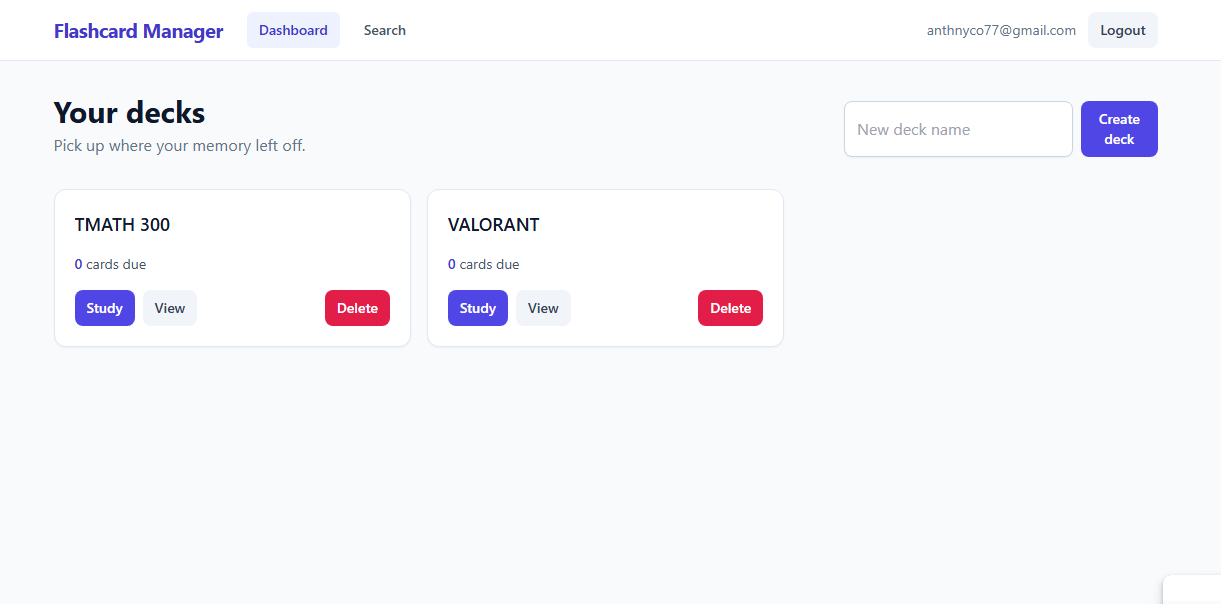 Flashcard Manager Dashboard Search anthnyco77@gmail.com Logout
Your decks
Pick up where your memory left off.
New deck name
Create
deck
TMATH 300
0 cards due
Study View Delete
VALORANT
0 cards due
Study View Delete